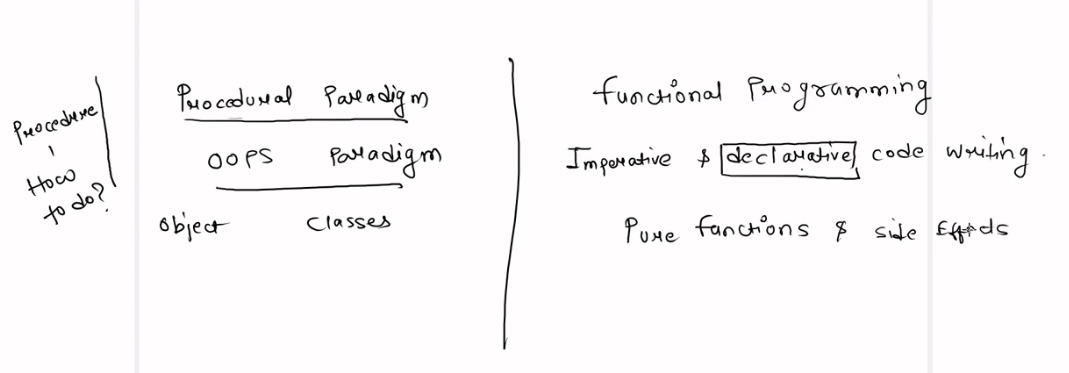 Procedure
How
to do?
Procedural Paradigm
OOPS Paradigm
Object Classes
Functional Programming
Imperative & declarative code writing.
Pure functions & side Effects